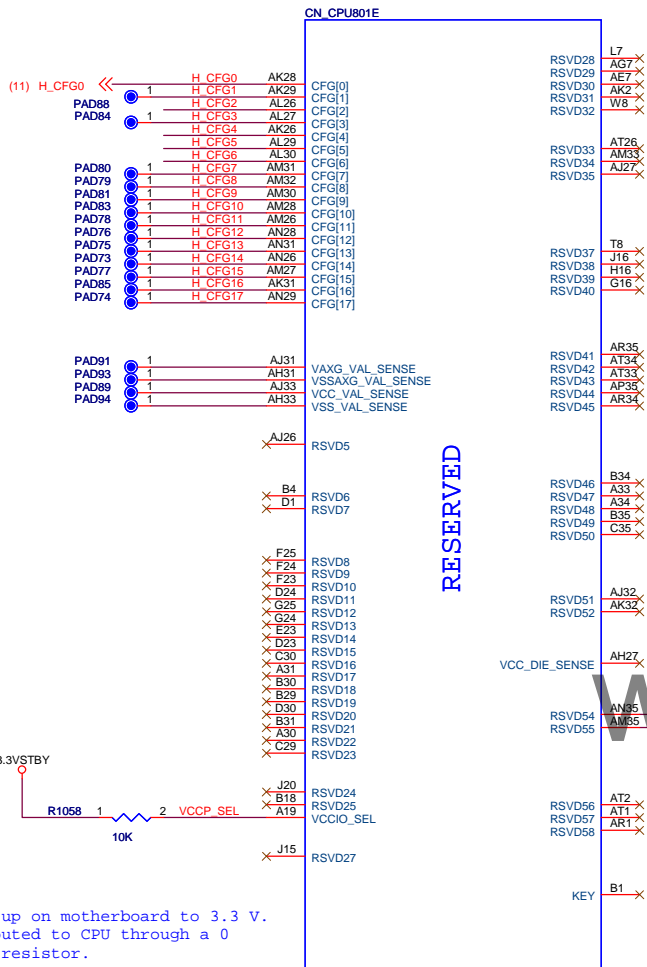 CN_CPU801E
(11) H_CFG0 H_CFG0 AK28 CFG[0]
1 H_CFG1 AK29 CFG[1]
PAD88 H_CFG2 AL26 CFG[2]
PAD84 1 H_CFG3 AL27 CFG[3]
H_CFG4 AK26 CFG[4]
H_CFG5 AL29 CFG[5]
H_CFG6 AL30 CFG[6]
PAD80 1 H_CFG7 AM31 CFG[7]
PAD79 1 H_CFG8 AM32 CFG[8]
PAD81 1 H_CFG9 AM30 CFG[9]
PAD83 1 H_CFG10 AM28 CFG[10]
PAD78 1 H_CFG11 AM26 CFG[11]
PAD76 1 H_CFG12 AN28 CFG[12]
PAD75 1 H_CFG13 AN31 CFG[13]
PAD73 1 H_CFG14 AN26 CFG[14]
PAD77 1 H_CFG15 AM27 CFG[15]
PAD85 1 H_CFG16 AK31 CFG[16]
PAD74 1 H_CFG17 AN29 CFG[17]
PAD91 1 AJ31 VAXG_VAL_SENSE
PAD93 1 AH31 VSSAXG_VAL_SENSE
PAD89 1 AJ33 VCC_VAL_SENSE
PAD94 1 AH33 VSS_VAL_SENSE
AJ26 RSVD5
B4 RSVD6
D1 RSVD7
F25 RSVD8
F24 RSVD9
F23 RSVD10
D24 RSVD11
G25 RSVD12
G24 RSVD13
E23 RSVD14
D23 RSVD15
C30 RSVD16
A31 RSVD17
B30 RSVD18
B29 RSVD19
D30 RSVD20
B31 RSVD21
A30 RSVD22
C29 RSVD23
J20 RSVD24
B18 RSVD25
3.3VSTBY
R1058 1 2 VCCP_SEL A19 VCCIO_SEL
10K
J15 RSVD27
RESERVED
RSVD28 L7
RSVD29 AG7
RSVD30 AE7
RSVD31 AK2
RSVD32 W8
RSVD33 AT26
RSVD34 AM33
RSVD35 AJ27
RSVD37 T8
RSVD38 J16
RSVD39 H16
RSVD40 G16
RSVD41 AR35
RSVD42 AT34
RSVD43 AT33
RSVD44 AP35
RSVD45 AR34
RSVD46 B34
RSVD47 A33
RSVD48 A34
RSVD49 B35
RSVD50 C35
RSVD51 AJ32
RSVD52 AK32
VCC_DIE_SENSE AH27
W
RSVD54 AN35
RSVD55 AM35
RSVD56 AT2
RSVD57 AT1
RSVD58 AR1
KEY B1
up on motherboard to 3.3 V.
uted to CPU through a 0
resistor.